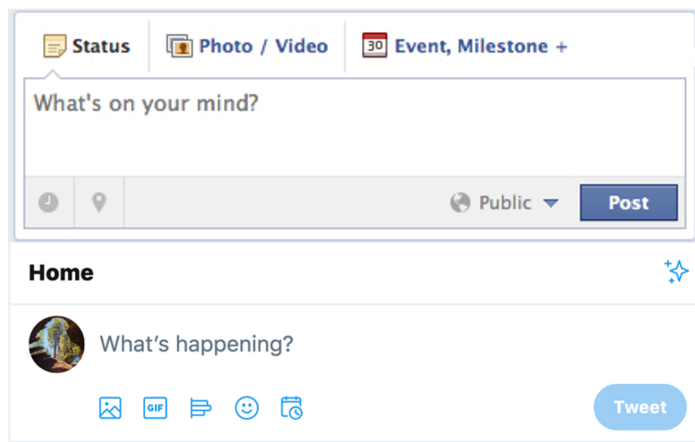 Status Photo / Video 30 Event, Milestone +
What's on your mind?
Public Post
Home
What's happening?
GIF Tweet